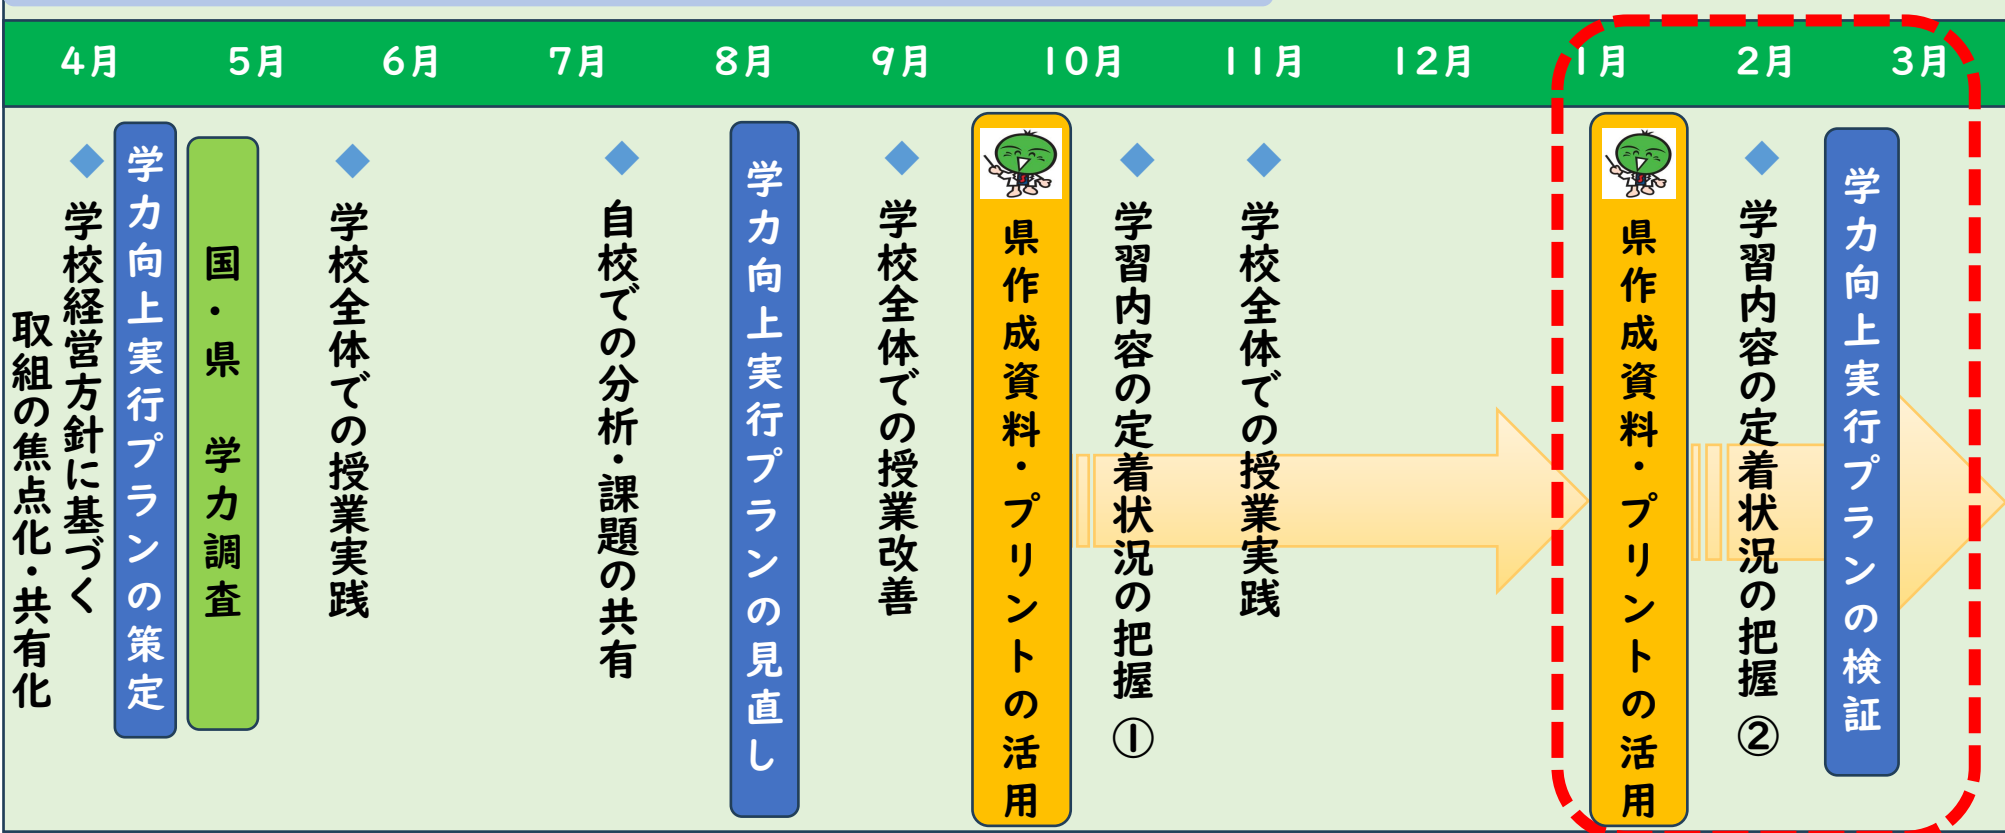 4月 5月 6月 7月 8月 9月 10月 11月 12月 1月 2月 3月
学校経営方針に基づく
取組の焦点化・共有化
学力向上実行プランの策定
国・県　学力調査
学校全体での授業実践
自校での分析・課題の共有
学力向上実行プランの見直し
学校全体での授業改善
県作成資料・プリントの活用
学習内容の定着状況の把握①
学校全体での授業実践
県作成資料・プリントの活用
学習内容の定着状況の把握②
学力向上実行プランの検証